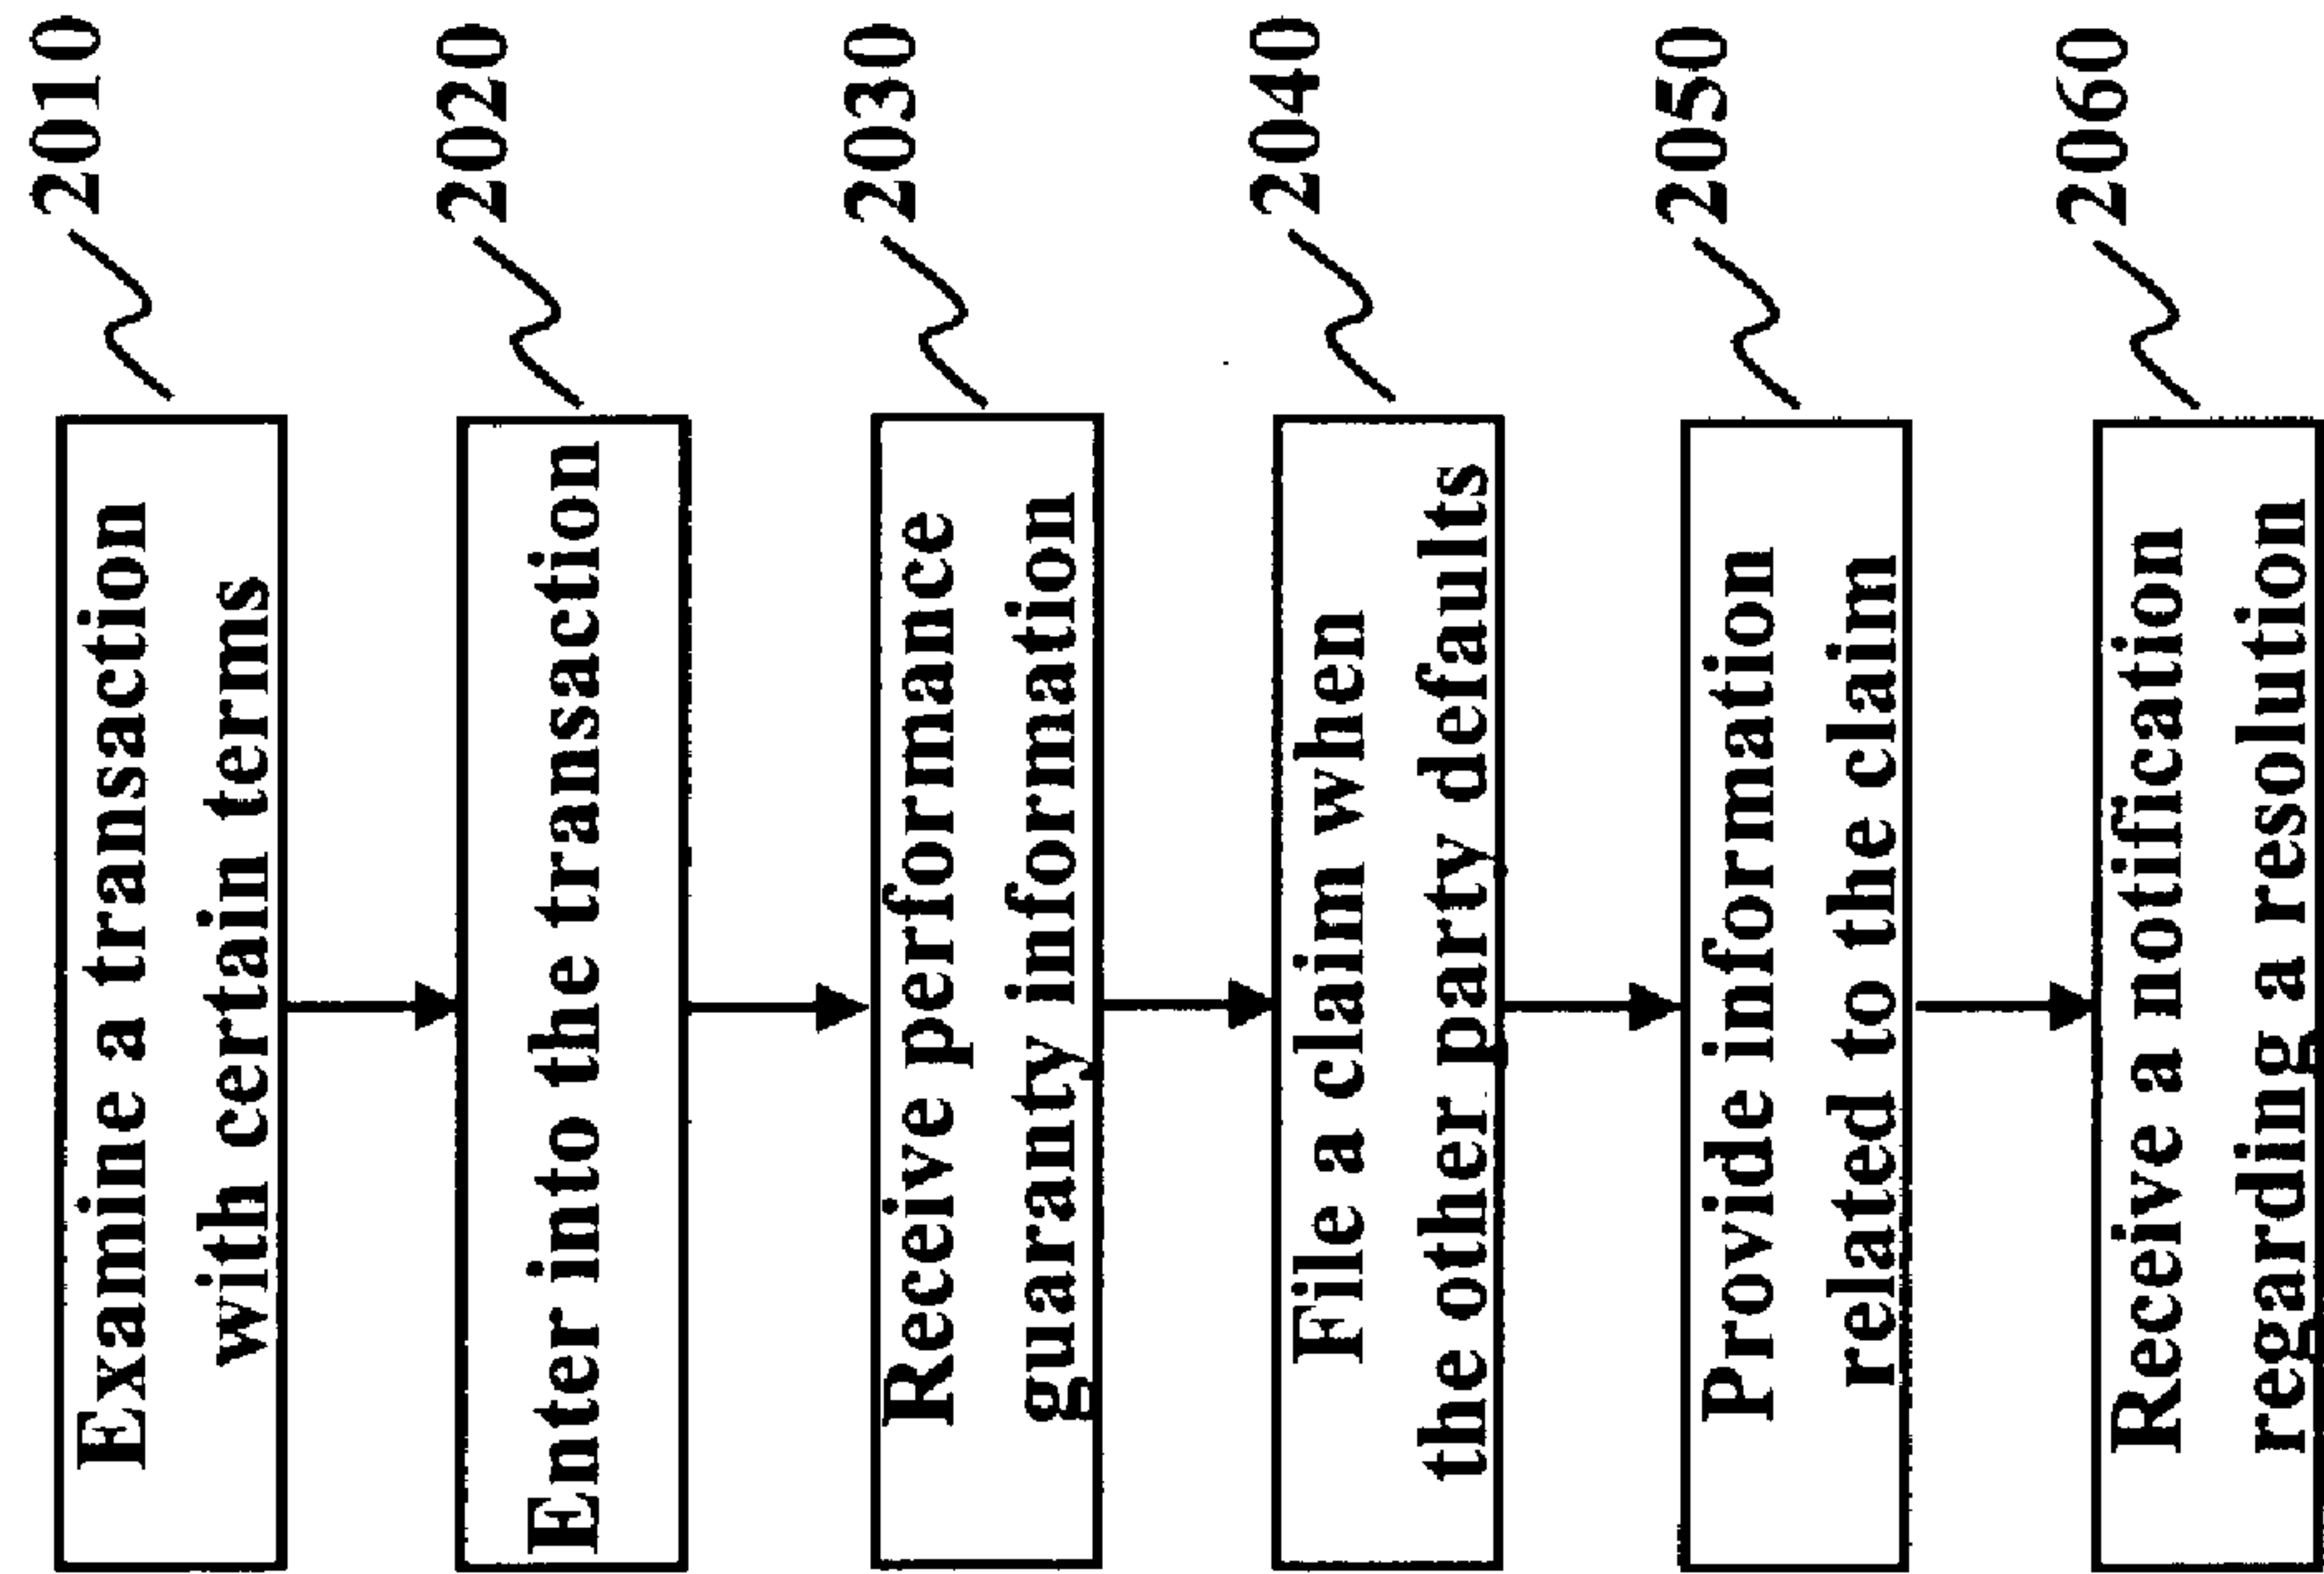 Examine a transaction
with certain terms
2010
Enter into the transaction
2020
Receive performance
guaranty information
2030
File a claim when
the other party defaults
2040
Provide information
related to the claim
2050
Receive a notification
regarding a resolution
2060